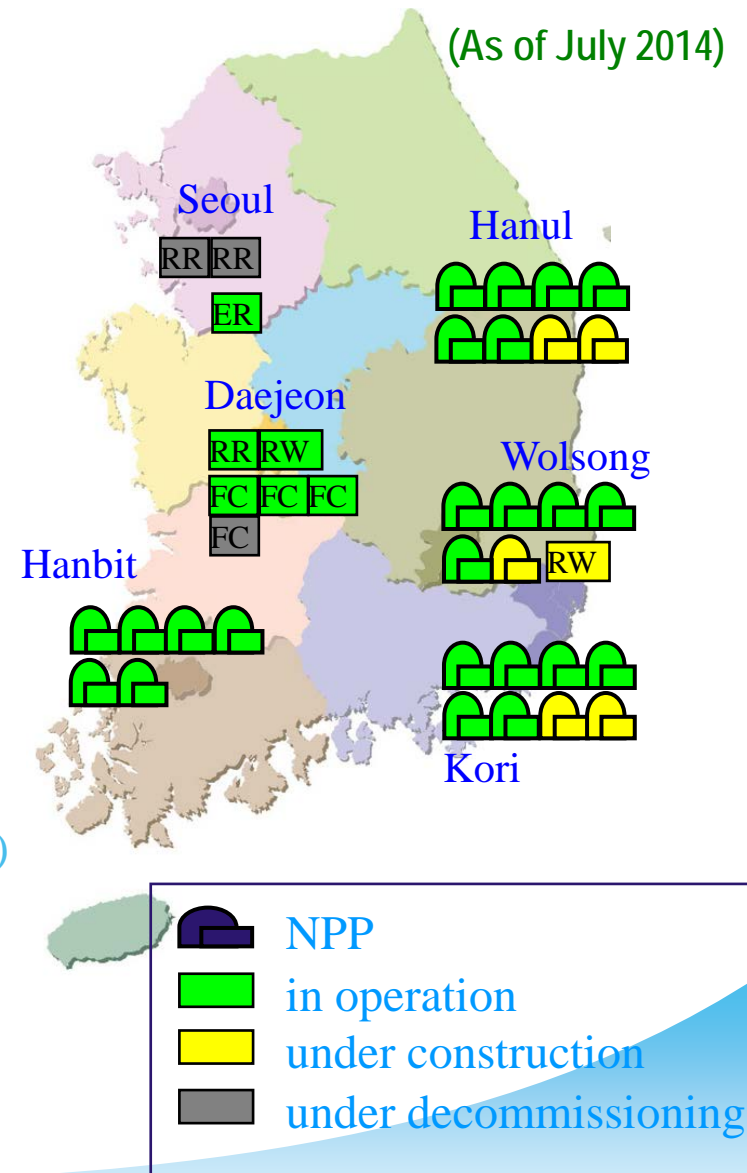 (As of July 2014)
Seoul
RR RR
ER
Hanul
Daejeon
RR RW
FC FC FC
FC
Wolsong
RW
Hanbit
Kori
)
NPP
in operation
under construction
under decommissioning